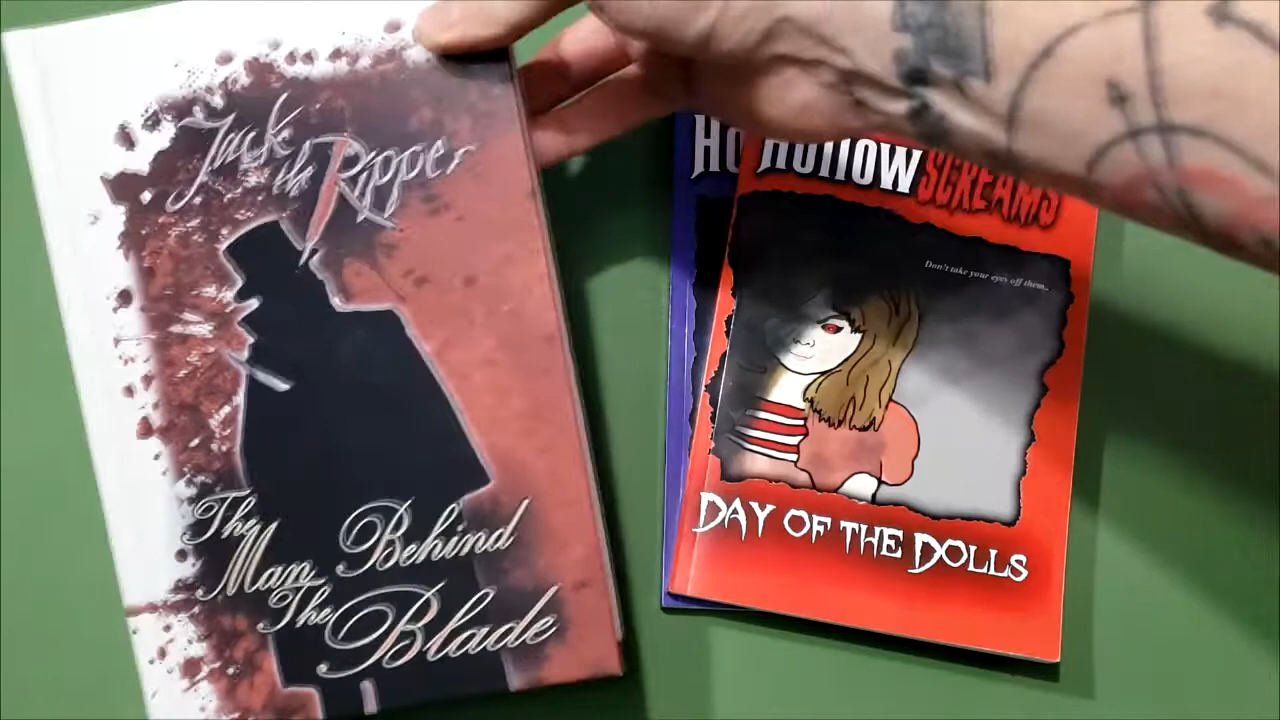 Jack
the Ripper
The
Man Behind
The Blade
HO
HOLLOW SCREAMS
Don't take your eyes off them..
DAY OF THE DOLLS